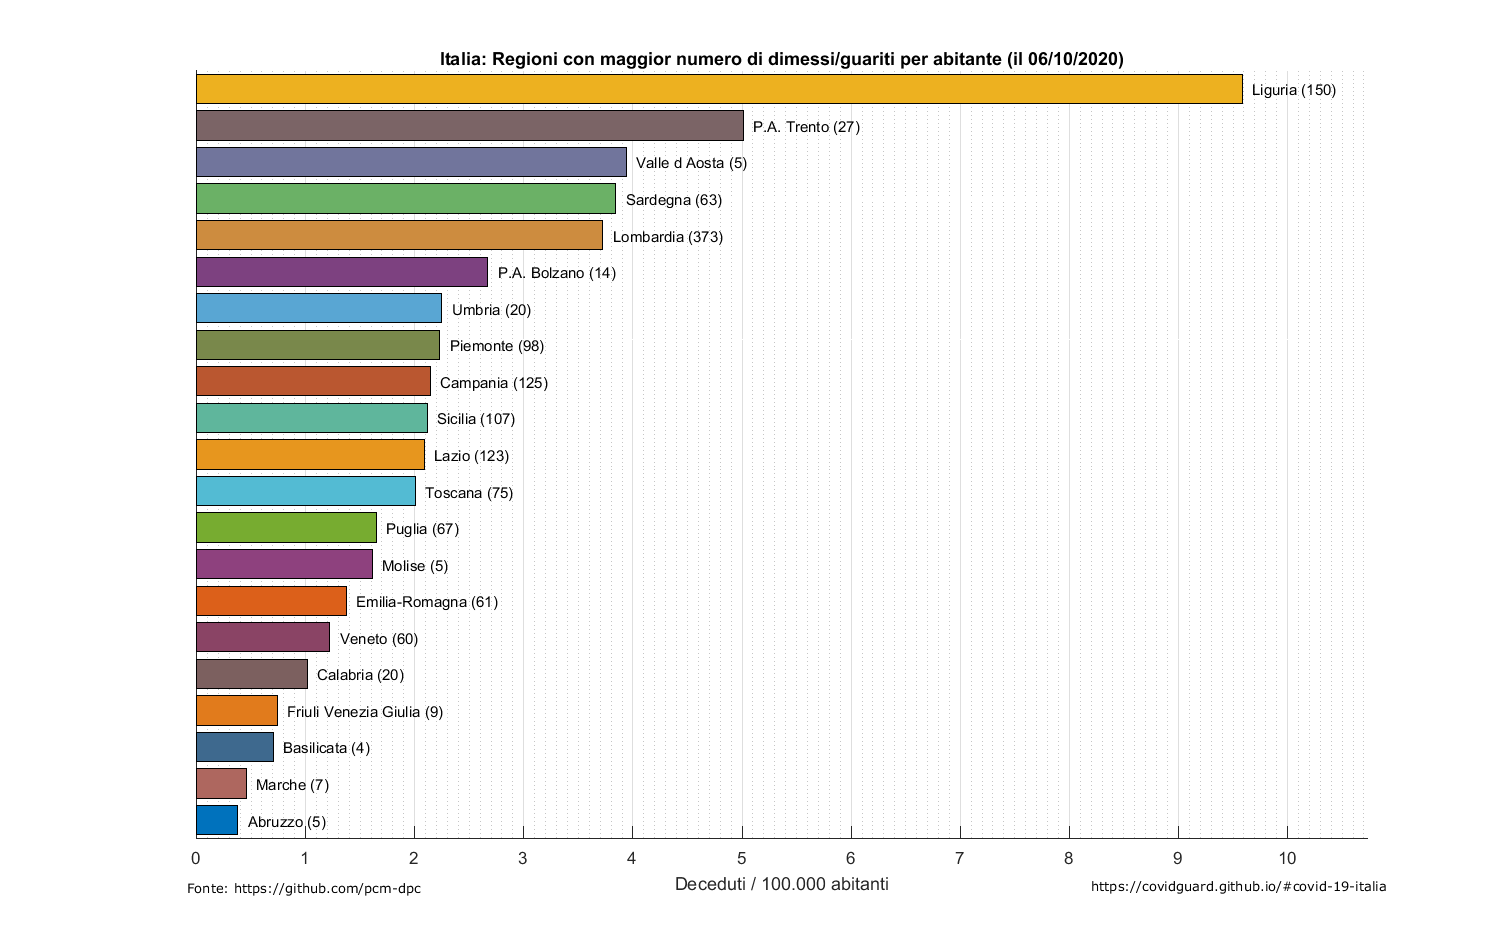 Italia: Regioni con maggior numero di dimessi/guariti per abitante (il 06/10/2020)
Liguria (150)
P.A. Trento (27)
Valle d Aosta (5)
Sardegna (63)
Lombardia (373)
P.A. Bolzano (14)
Umbria (20)
Piemonte (98)
Campania (125)
Sicilia (107)
Lazio (123)
Toscana (75)
Puglia (67)
Molise (5)
Emilia-Romagna (61)
Veneto (60)
Calabria (20)
Friuli Venezia Giulia (9)
Basilicata (4)
Marche (7)
Abruzzo (5)
0 1 2 3 4 5 6 7 8 9 10
Deceduti / 100.000 abitanti
Fonte: https://github.com/pcm-dpc
https://covidguard.github.io/#covid-19-italia